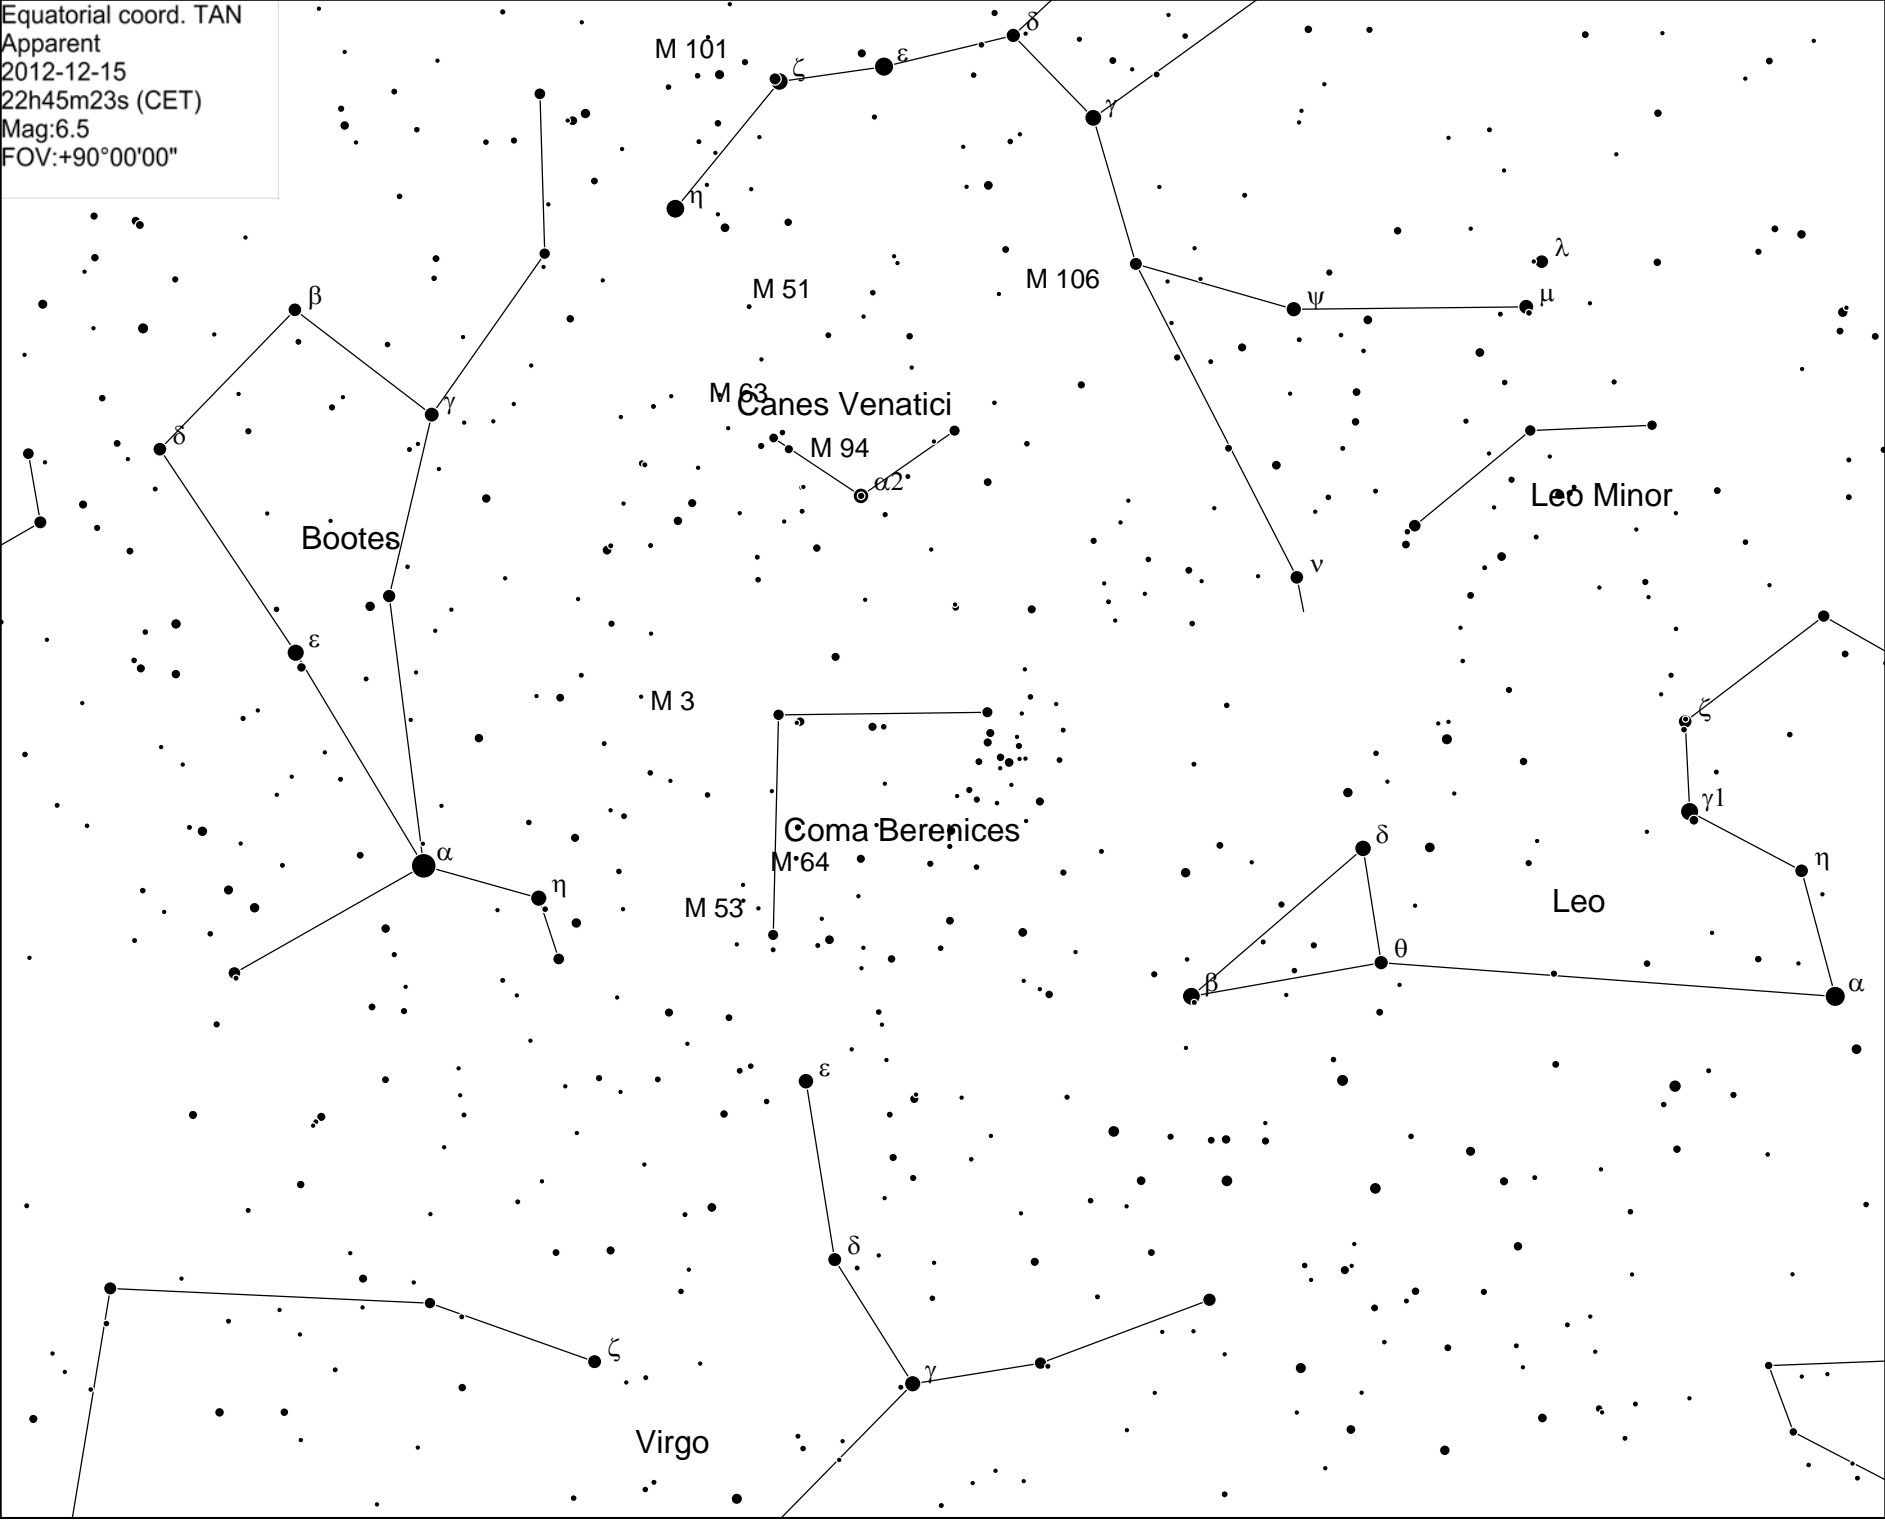 Equatorial coord. TAN
Apparent
2012-12-15
22h45m23s (CET)
Mag:6.5
FOV:+90°00'00"
δ
M 101
ζ
ε
γ
η
λ
M 106
M 51
β
ψ
μ
M 63
Canes Venatici
γ
δ
M 94
α2
Leo Minor
Bootes
ν
ε
M 3
ζ
γ1
Coma Berenices
δ
α
M 64
η
η
Leo
M 53
θ
β
α
ε
δ
ζ
γ
Virgo